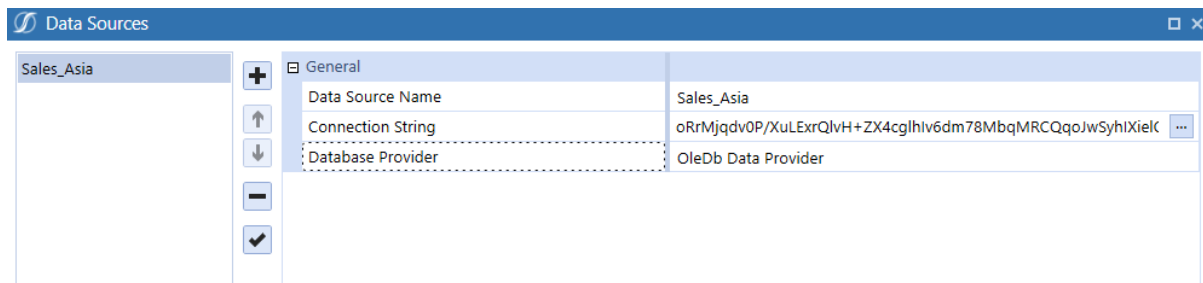 Data Sources
Sales_Asia
General
Data Source Name Sales_Asia
Connection String oRrMjqdv0P/XuLExrQlvH+ZX4cglhIv6dm78MbqMRCQqoJwSyhIXielC ...
Database Provider OleDb Data Provider